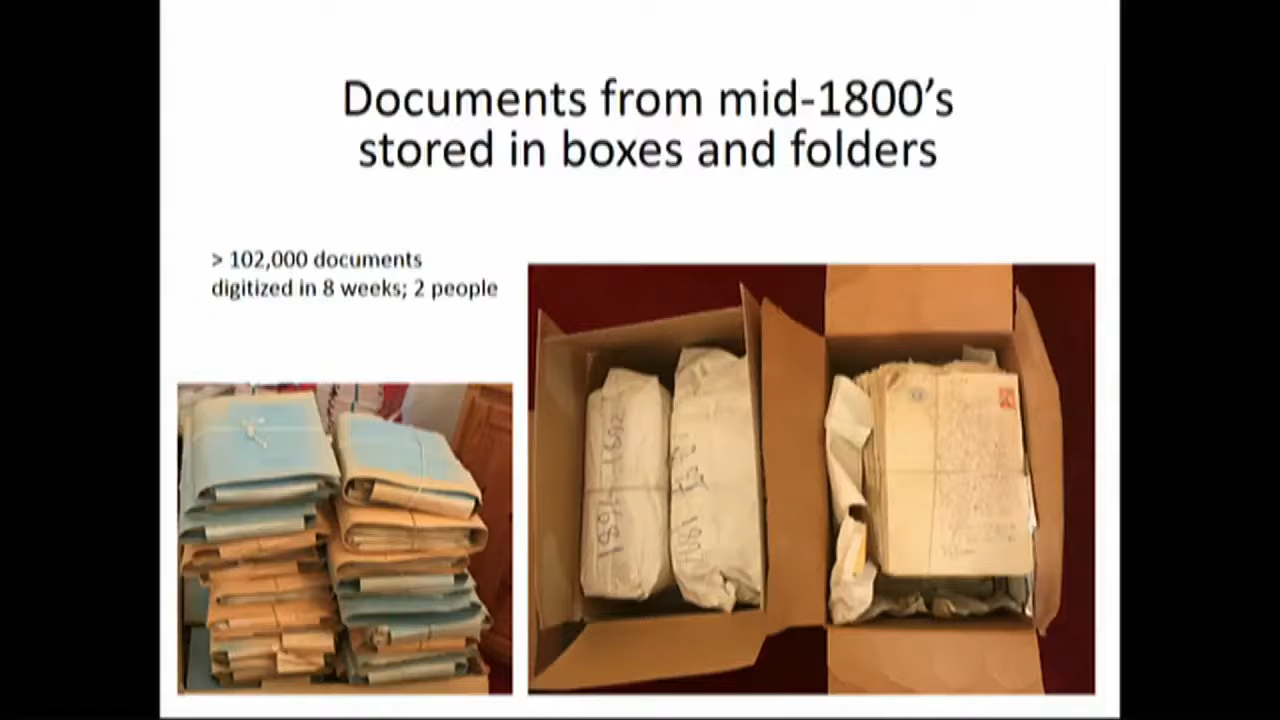 Documents from mid-1800's
stored in boxes and folders
> 102,000 documents
digitized in 8 weeks; 2 people